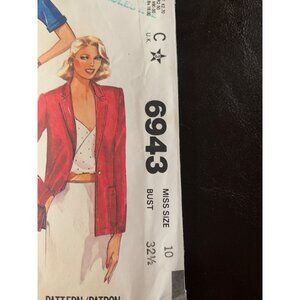 C
U.K.
6943
MISS SIZE 10
BUST 32½
PATTERN/PATRON